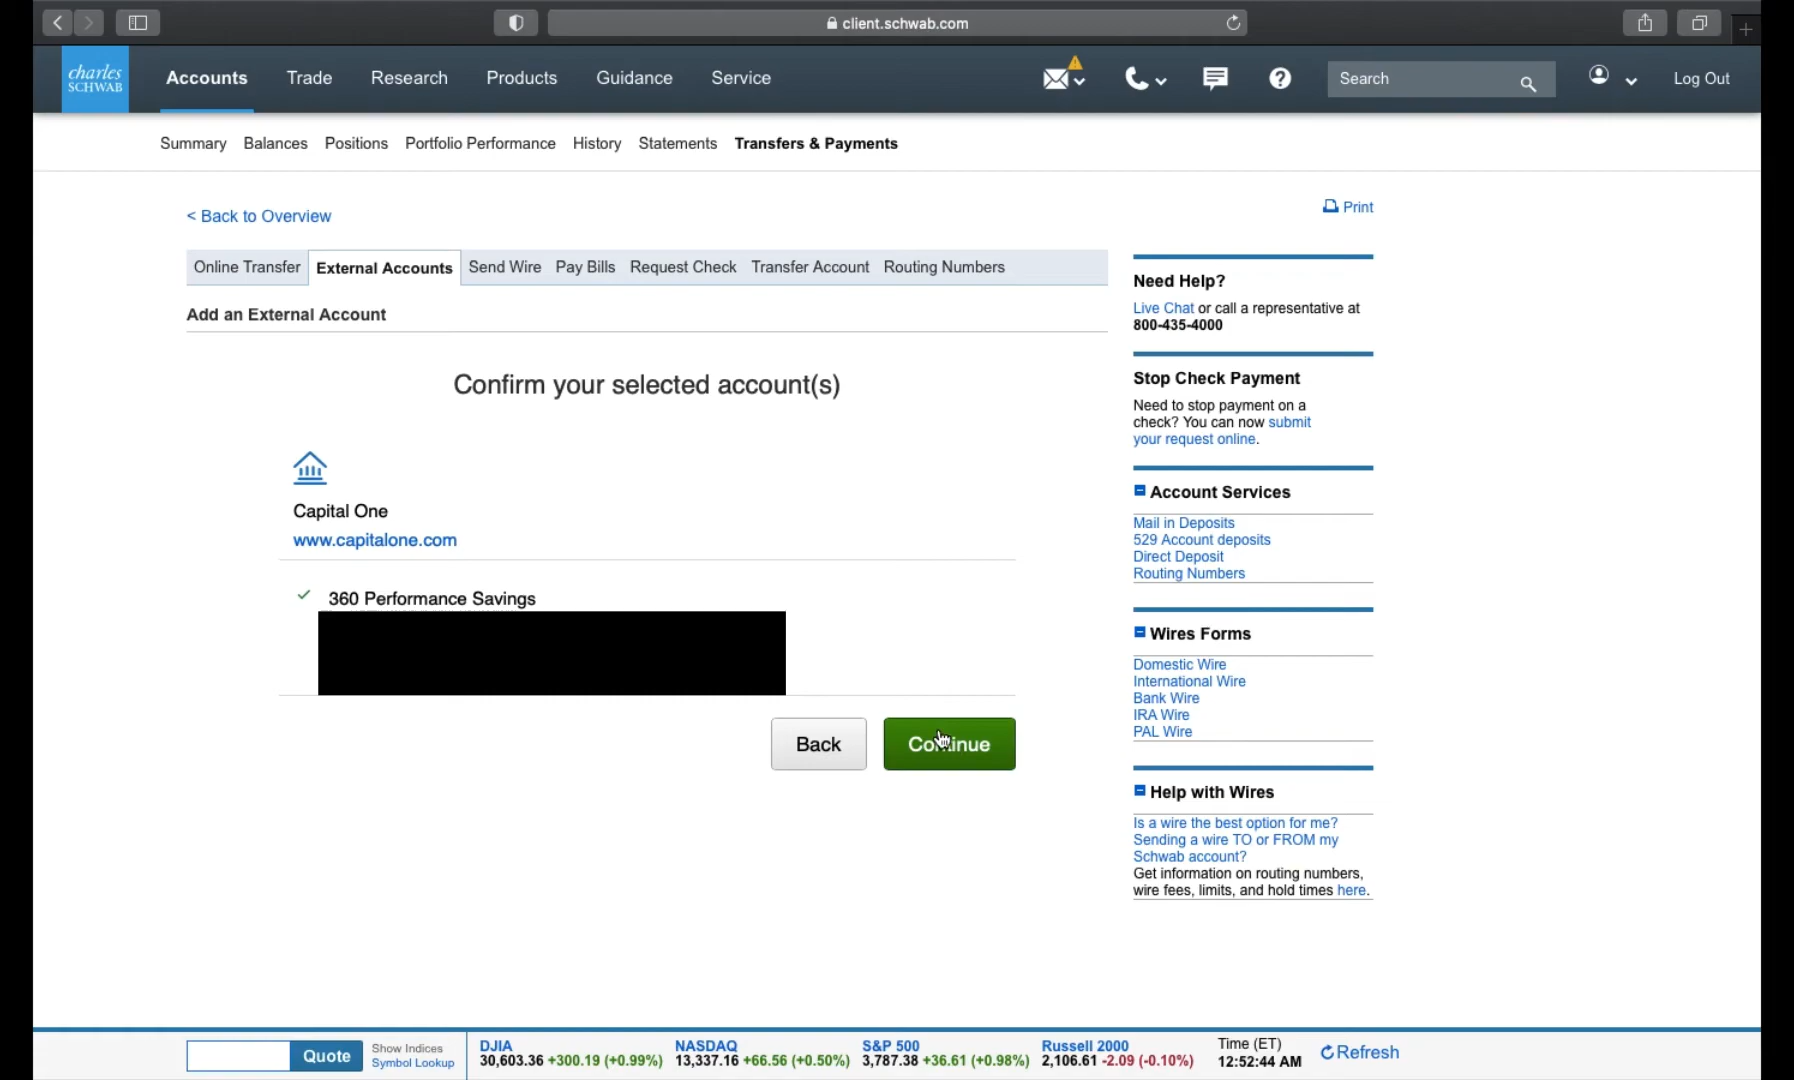 client.schwab.com
charles
SCHWAB
Accounts
Trade
Research
Products
Guidance
Service
Search
Log Out
Summary
Balances
Positions
Portfolio Performance
History
Statements
Transfers & Payments
< Back to Overview
Print
Online Transfer
External Accounts
Send Wire
Pay Bills
Request Check
Transfer Account
Routing Numbers
Add an External Account
Confirm your selected account(s)
Capital One
www.capitalone.com
360 Performance Savings
Back
Continue
Need Help?
Live Chat or call a representative at
800-435-4000
Stop Check Payment
Need to stop payment on a
check? You can now submit
your request online.
Account Services
Mail in Deposits
529 Account deposits
Direct Deposit
Routing Numbers
Wires Forms
Domestic Wire
International Wire
Bank Wire
IRA Wire
PAL Wire
Help with Wires
Is a wire the best option for me?
Sending a wire TO or FROM my
Schwab account?
Get information on routing numbers,
wire fees, limits, and hold times here.
Quote
Show Indices
Symbol Lookup
DJIA
30,603.36 +300.19 (+0.99%)
NASDAQ
13,337.16 +66.56 (+0.50%)
S&P 500
3,787.38 +36.61 (+0.98%)
Russell 2000
2,106.61 -2.09 (-0.10%)
Time (ET)
12:52:44 AM
Refresh